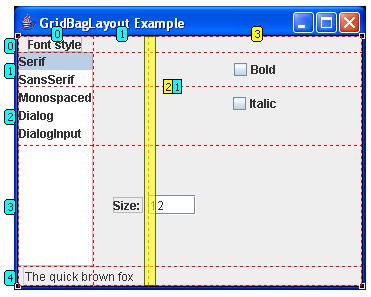 GridBagLayout Example
0 1 3
0 Font style
1 Serif
Bold
SansSerif
2 1
Monospaced
Italic
2 Dialog
DialogInput
3 Size: 12
4 The quick brown fox